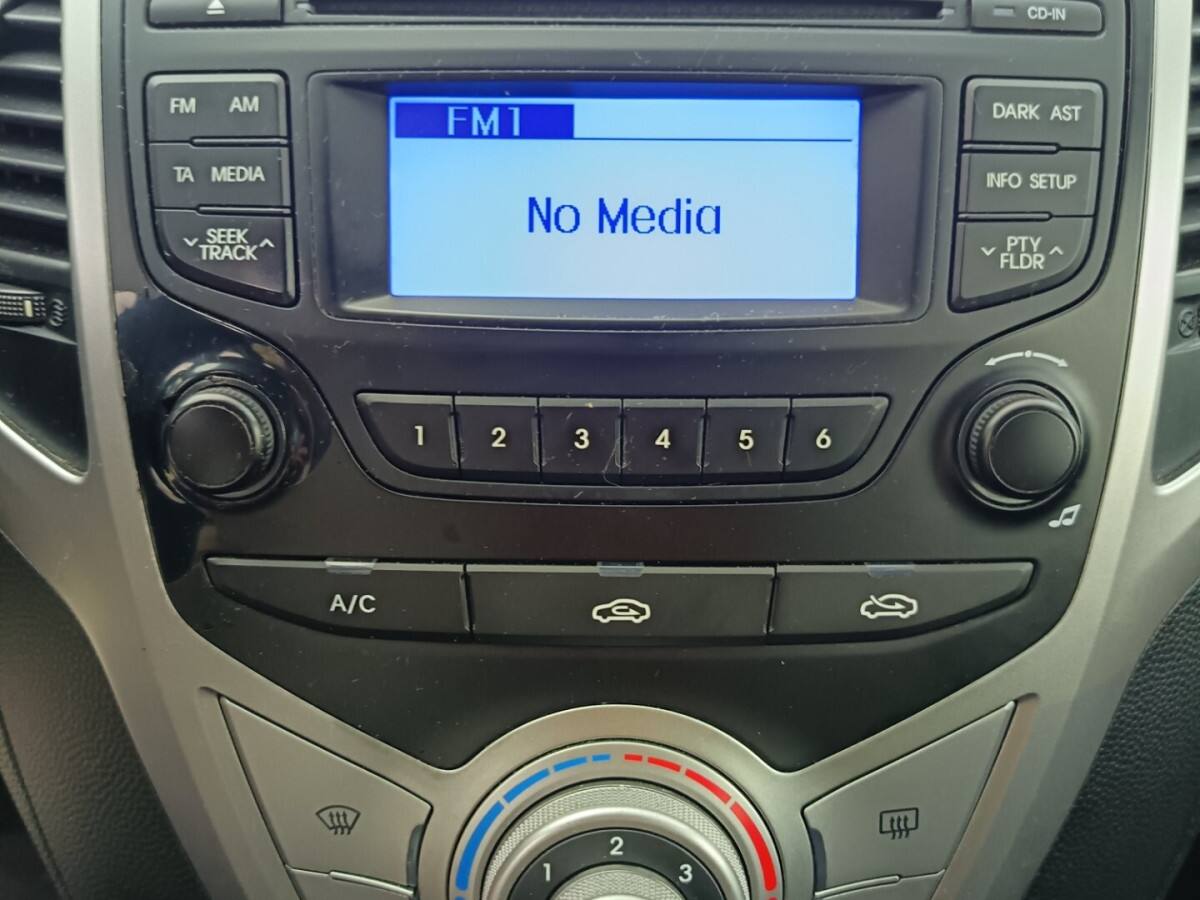 CD-IN
FM AM
FM1
DARK AST
TA MEDIA
INFO SETUP
No Media
SEEK
TRACK
PTY
FLDR
1 2 3 4 5 6
A/C
1 2 3